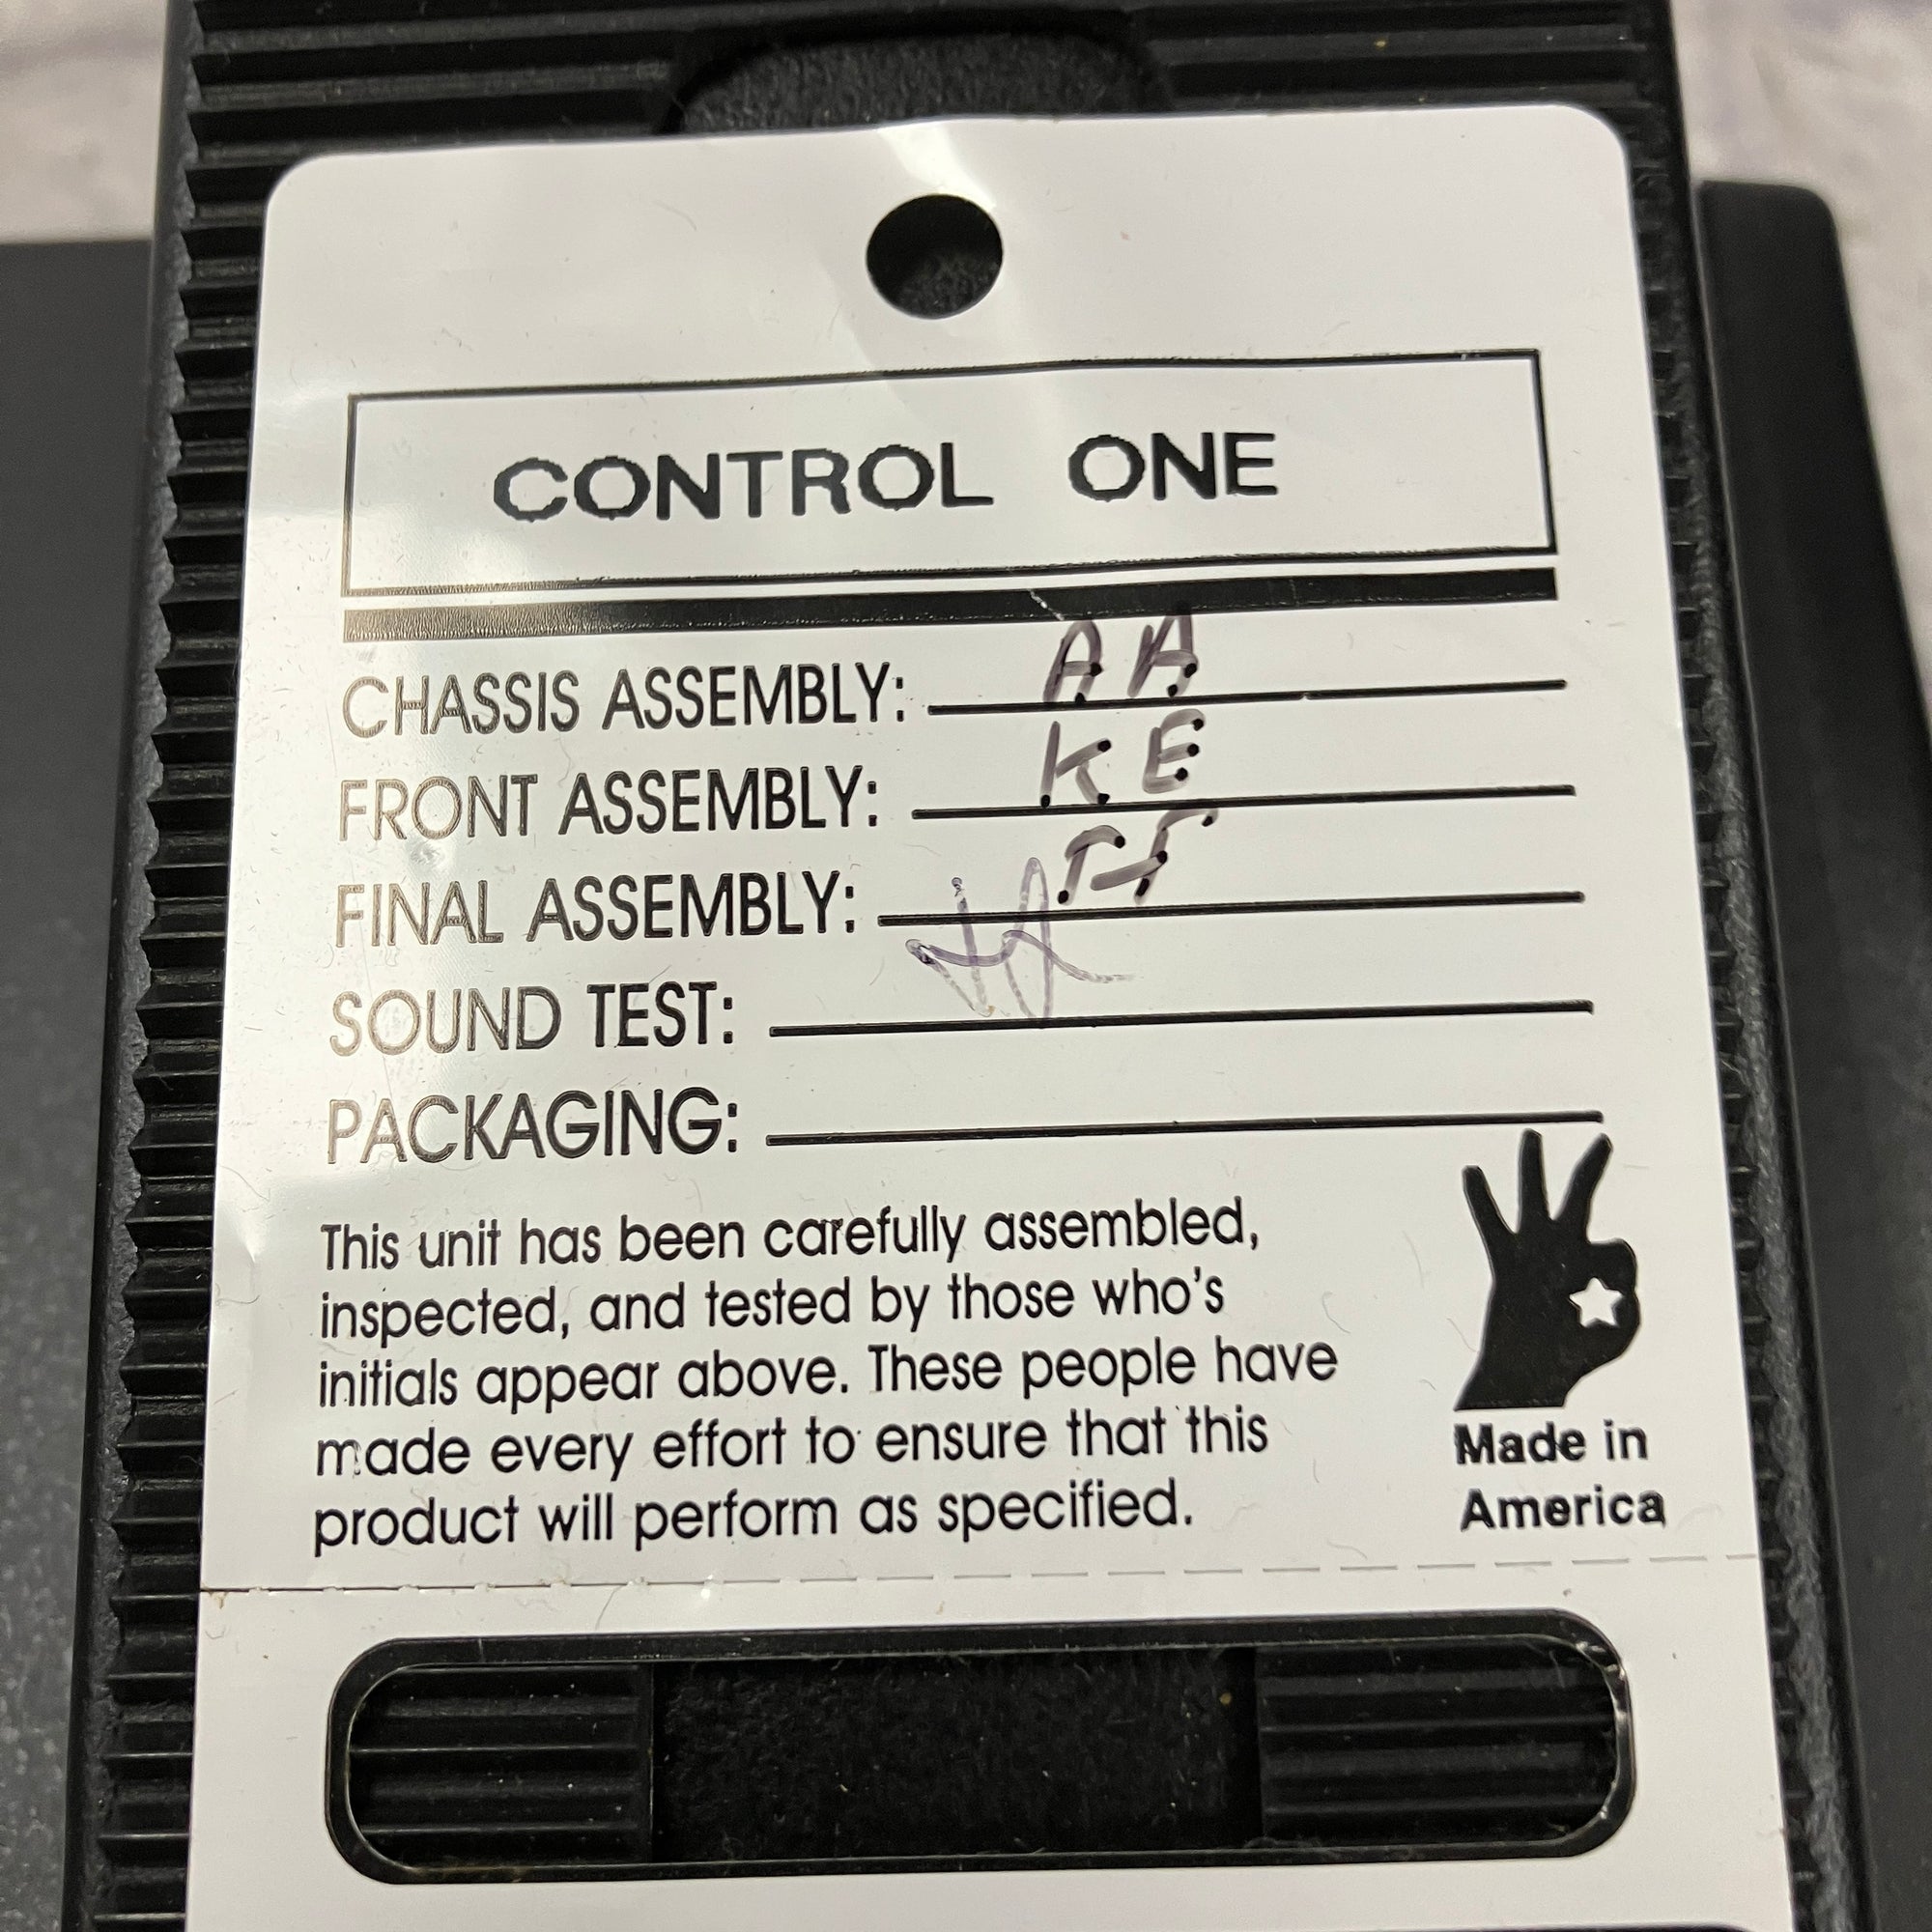 CONTROL ONE
CHASSIS ASSEMBLY: AA
FRONT ASSEMBLY: KE
FINAL ASSEMBLY:
SOUND TEST:
PACKAGING:
This unit has been carefully assembled,
inspected, and tested by those who's
initials appear above. These people have
made every effort to ensure that this
product will perform as specified.
Made in
America